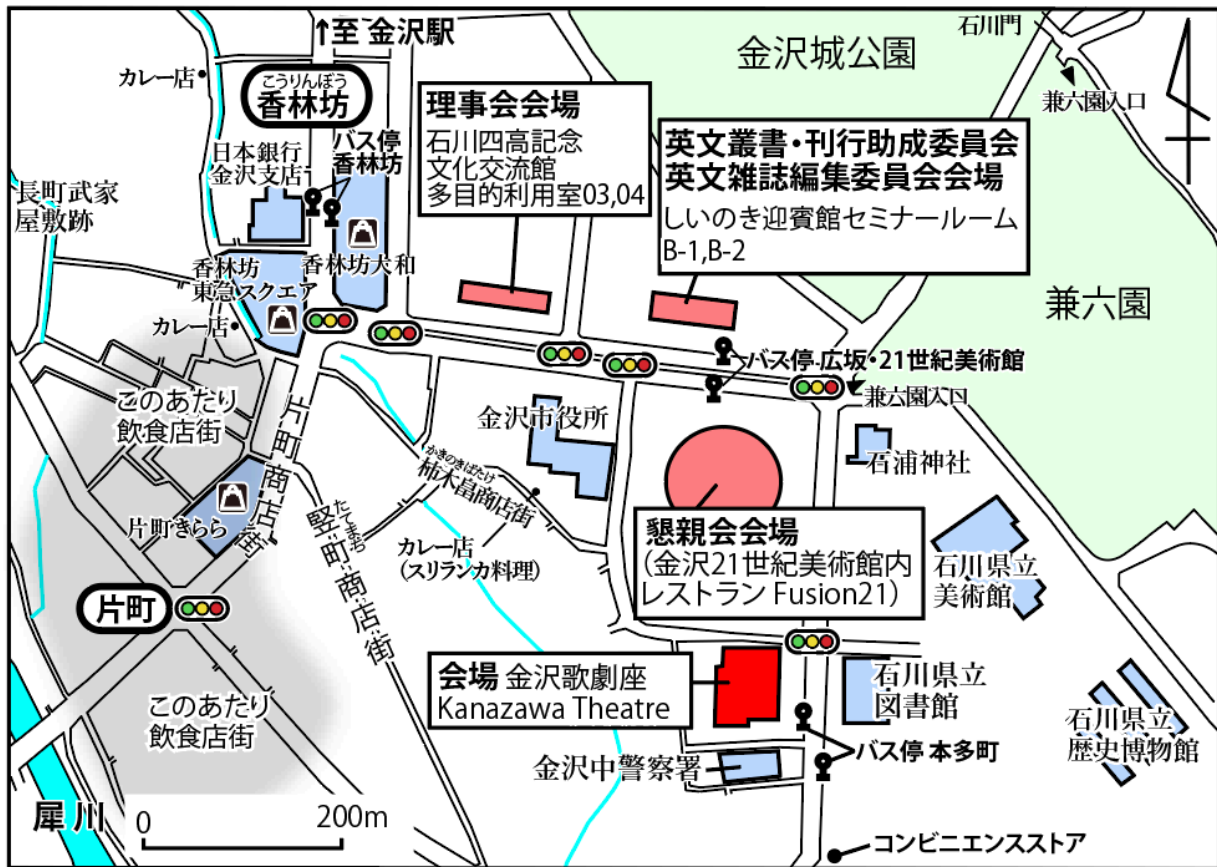 ↑至 金沢駅
石川門
金沢城公園
カレー店
こうりんぼう
香林坊
兼六園入口
理事会会場
石川四高記念
文化交流館
多目的利用室03,04
英文叢書・刊行助成委員会
英文雑誌編集委員会会場
しいのき迎賓館セミナールーム
B-1,B-2
バス停
香林坊
日本銀行
金沢支店
長町武家
屋敷跡
香林坊大和
香林坊
東急スクエア
カレー店
兼六園
バス停 広坂・21世紀美術館
兼六園入口
このあたり
飲食店街
片町商店街
金沢市役所
石浦神社
かきのきばたけ
柿木畠商店街
片町きらら
たてまち
竪町商店街
カレー店
(スリランカ料理)
懇親会会場
(金沢21世紀美術館内
レストラン Fusion21)
石川県立
美術館
片町
会場 金沢歌劇座
Kanazawa Theatre
石川県立
図書館
石川県立
歴史博物館
このあたり
飲食店街
金沢中警察署
バス停 本多町
犀川
0 200m
コンビニエンスストア